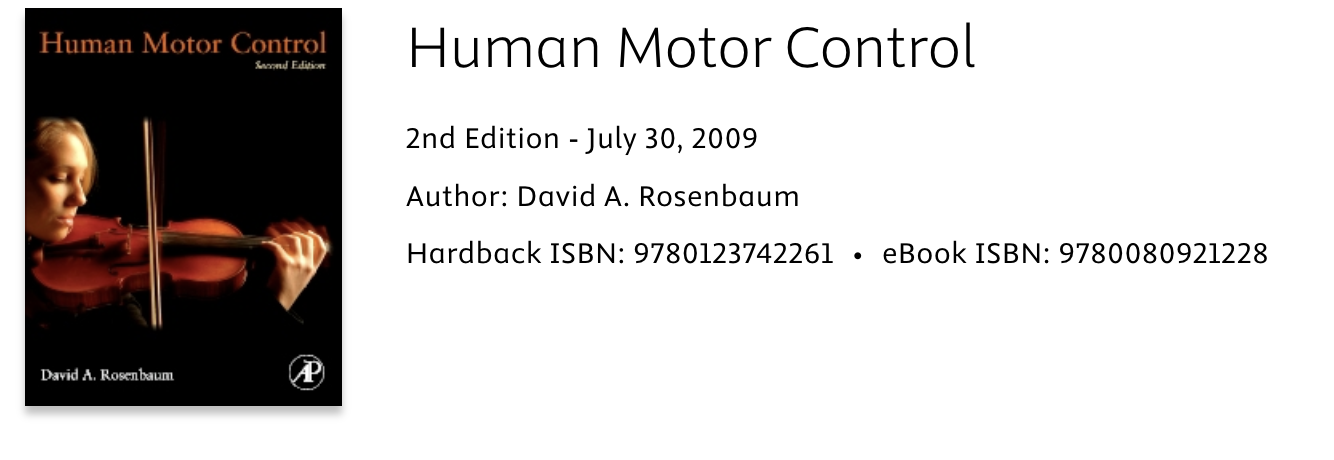 Human Motor Control
Second Edition
David A. Rosenbaum
AP
Human Motor Control
2nd Edition - July 30, 2009
Author: David A. Rosenbaum
Hardback ISBN: 9780123742261 • eBook ISBN: 9780080921228